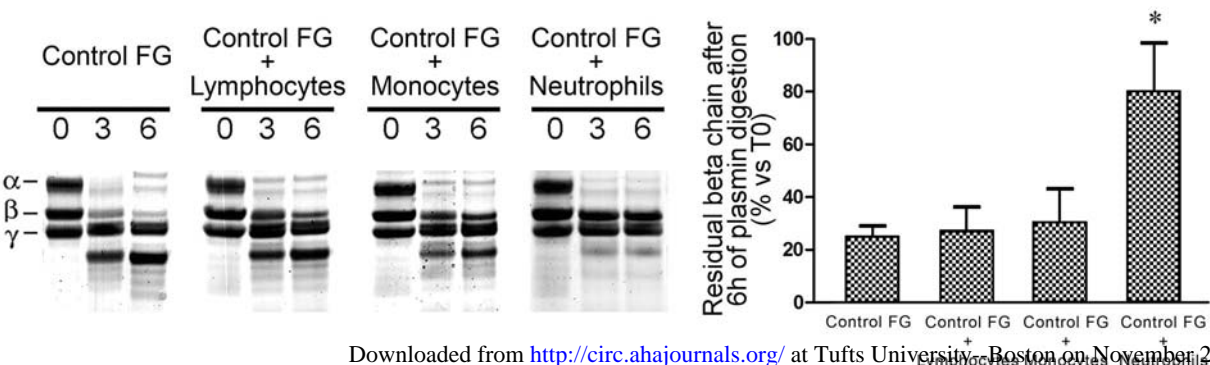 Control FG
Control FG
+
Lymphocytes
Control FG
+
Monocytes
Control FG
+
Neutrophils
0 3 6
0 3 6
0 3 6
0 3 6
α
β
γ
Residual beta chain after
6h of plasmin digestion
(% vs T0)
100
80
60
40
20
0
*
Control FG
Control FG
+
Lymphocytes
Control FG
+
Monocytes
Control FG
+
Neutrophils
Downloaded from http://circ.ahajournals.org/ at Tufts University--Boston on November 2